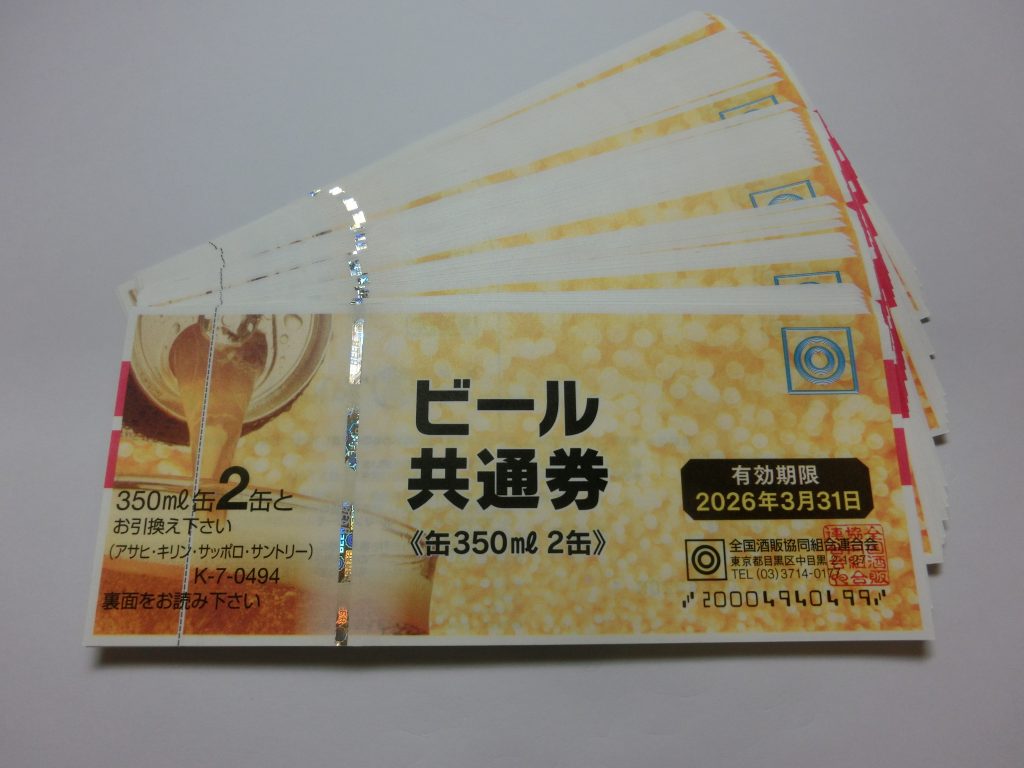 ビール
共通券
《缶350㎖ 2缶》
350㎖缶2缶と
お引換え下さい
(アサヒ・キリン・サッポロ・サントリー)
K-7-0494
裏面をお読み下さい
有効期限
2026年3月31日
全国酒販協同組合連合会
東京都目黒区中目黒
TEL (03)3714-0177
20004940499